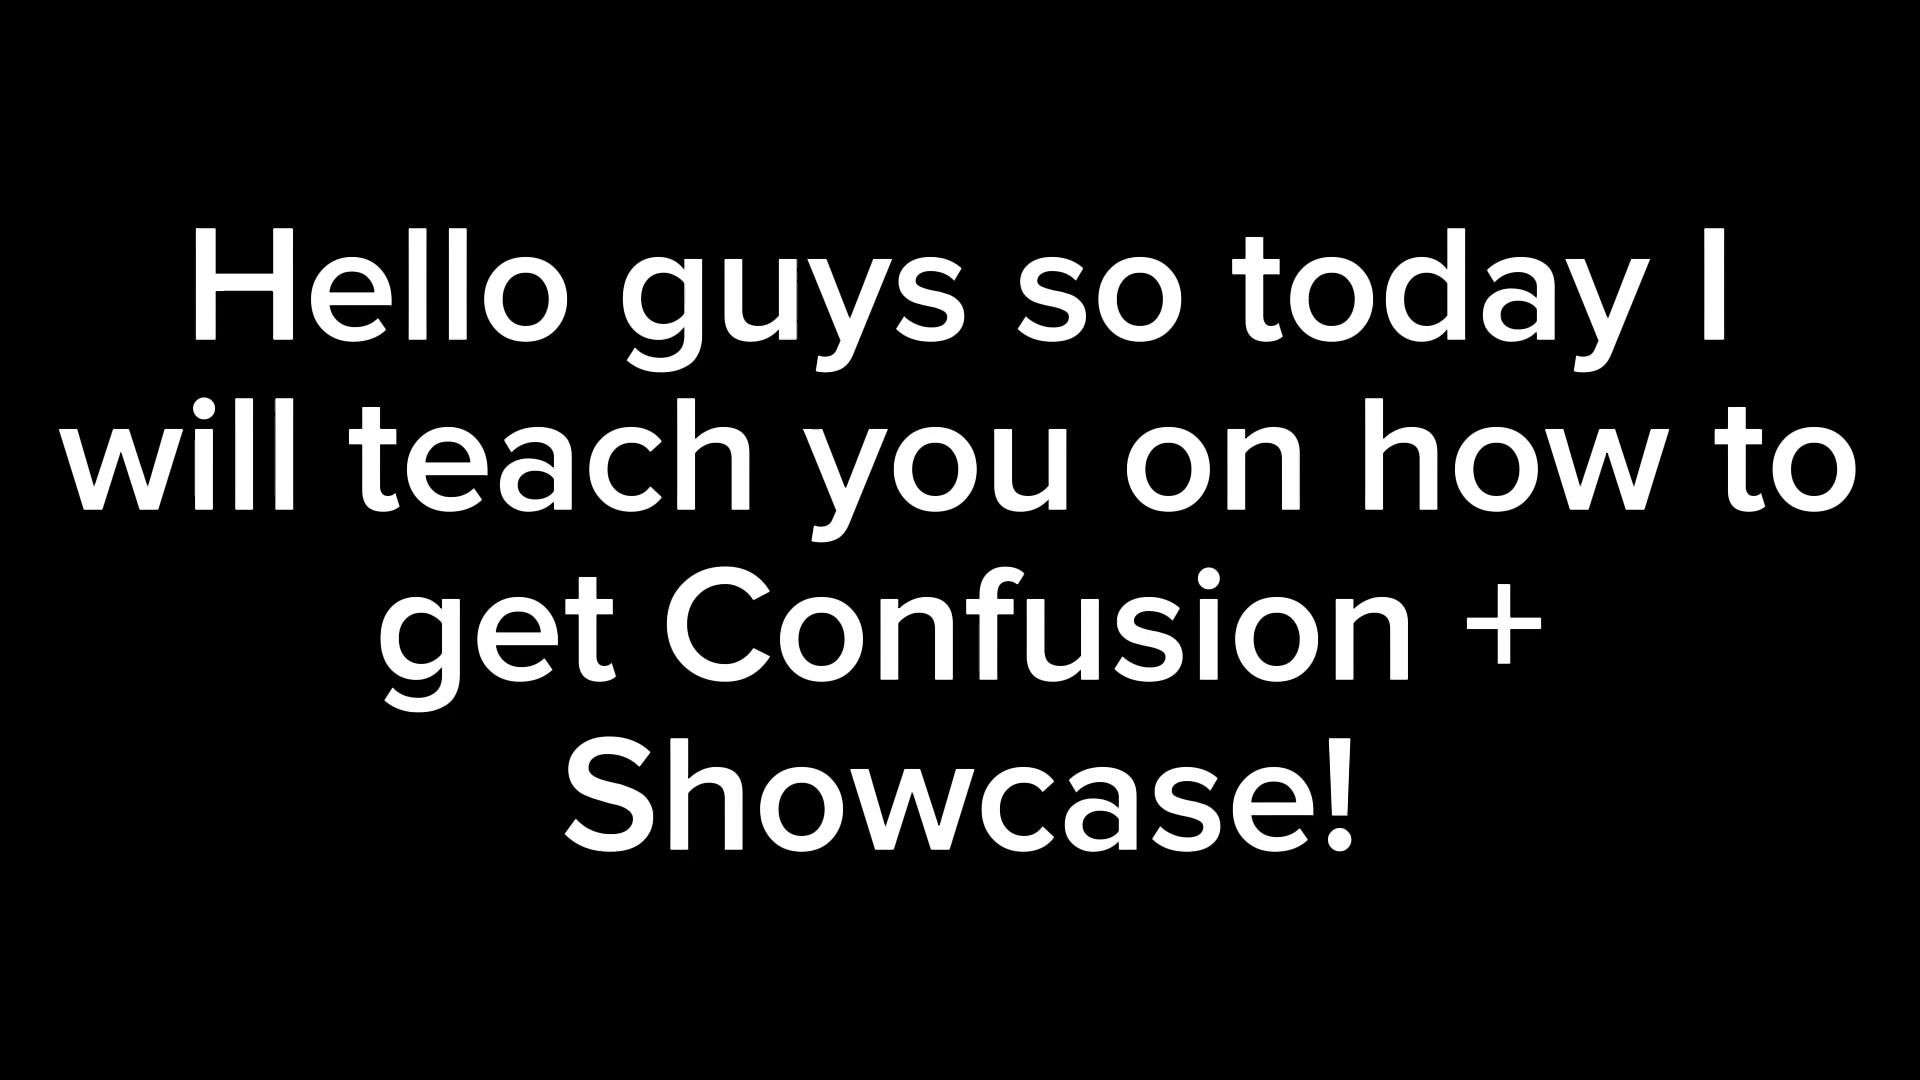 Hello guys so today I
will teach you on how to
get Confusion +
Showcase!